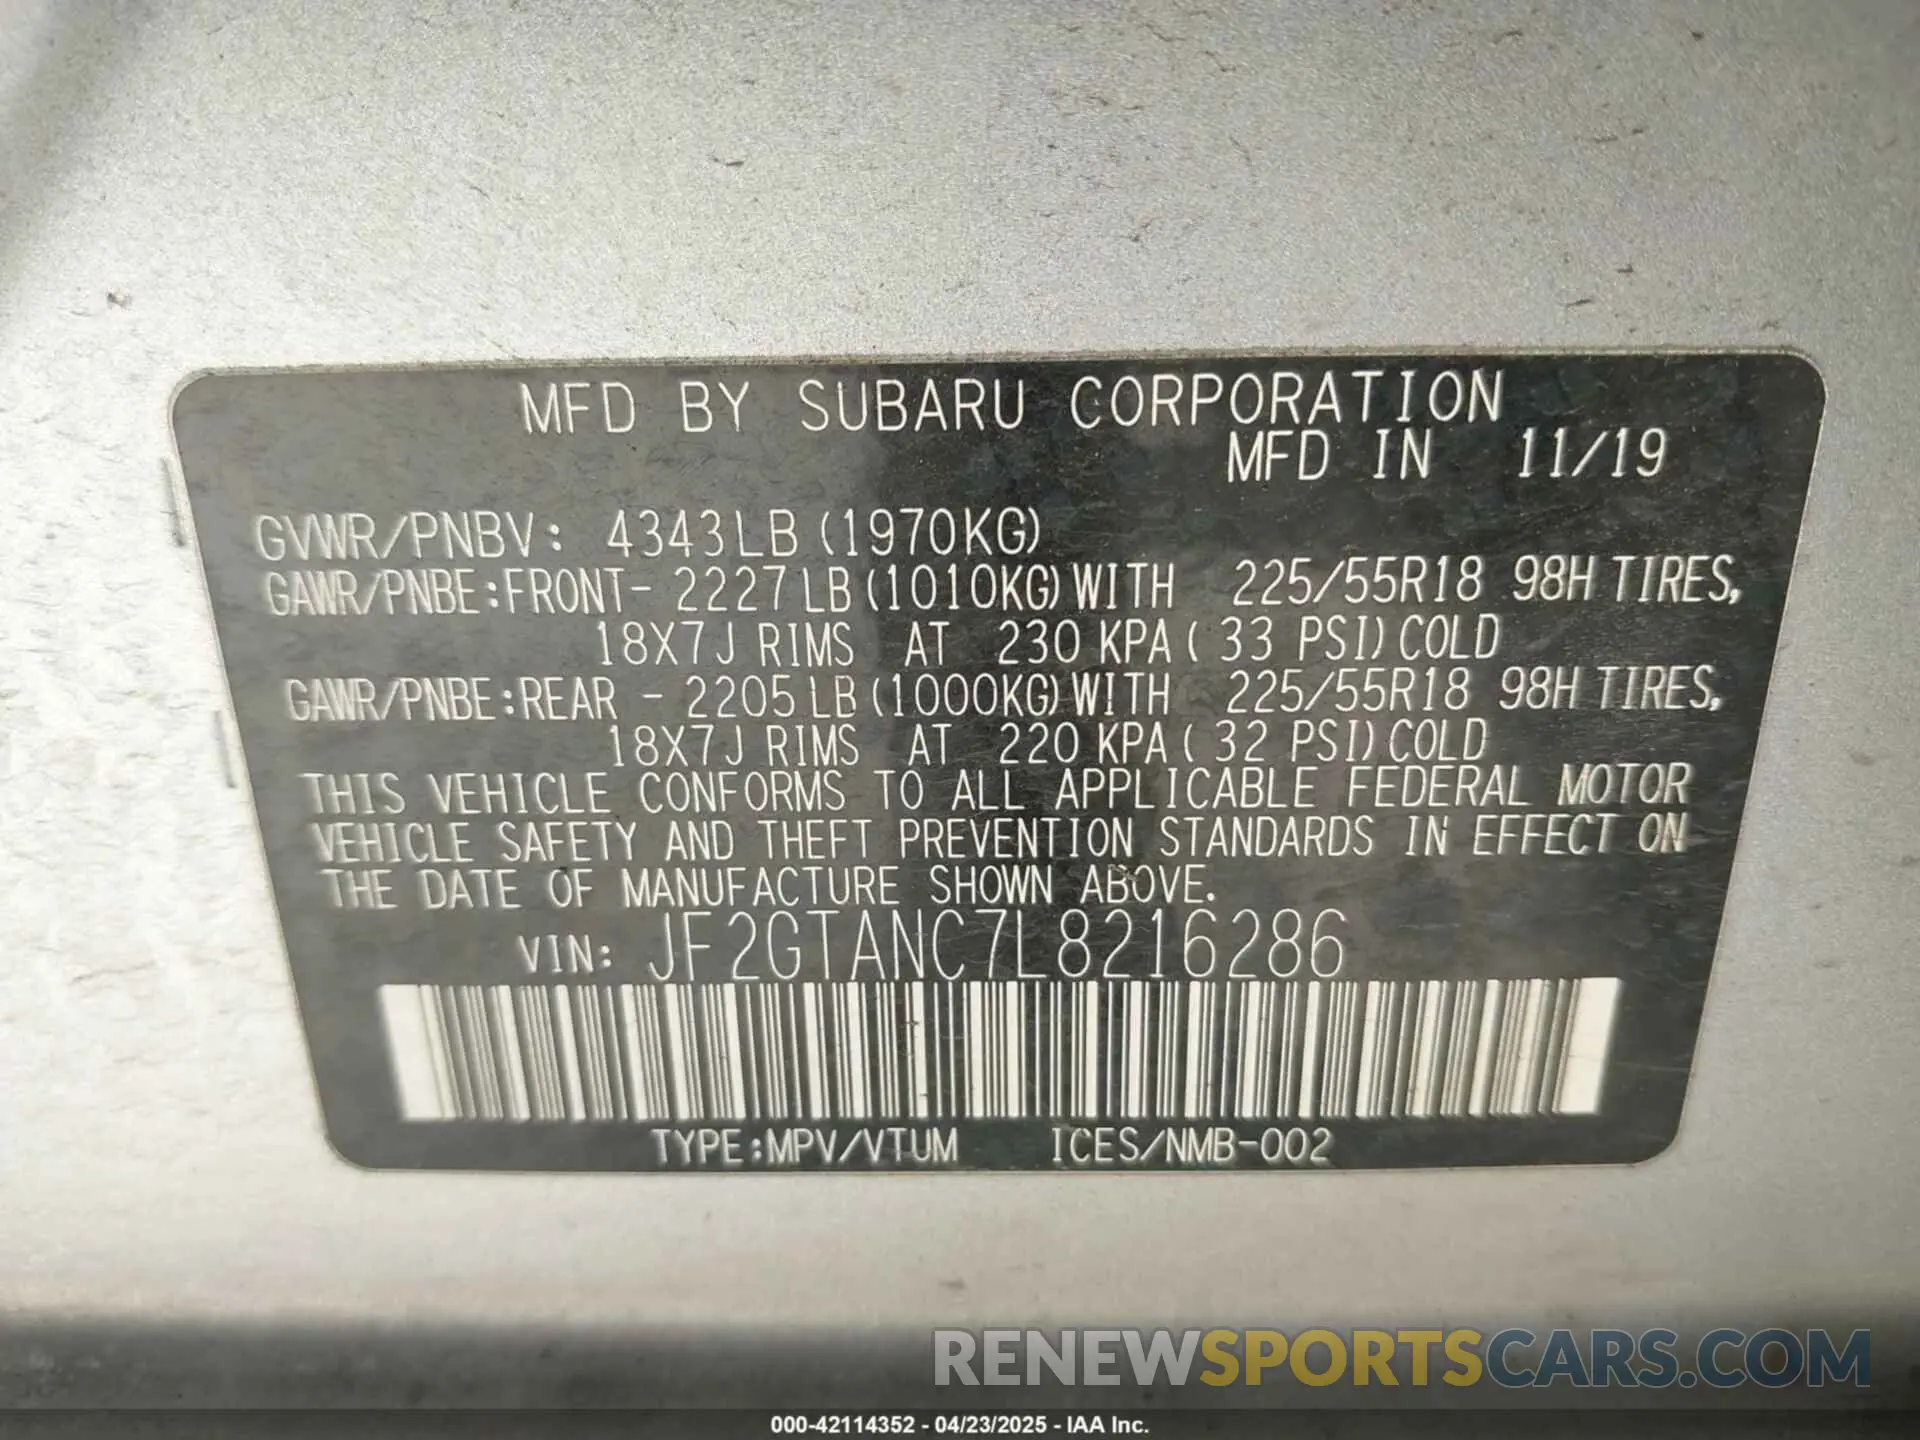 MFD BY SUBARU CORPORATION
MFD IN 11/19
GVWR/PNBV: 4343LB (1970KG)
GAWR/PNBE:FRONT- 2227LB (1010KG) WITH 225/55R18 98H TIRES,
18X7J RIMS AT 230 KPA ( 33 PSI) COLD
GAWR/PNBE:REAR - 2205LB (1000KG) WITH 225/55R18 98H TIRES,
18X7J RIMS AT 220 KPA ( 32 PSI) COLD
THIS VEHICLE CONFORMS TO ALL APPLICABLE FEDERAL MOTOR
VEHICLE SAFETY AND THEFT PREVENTION STANDARDS IN EFFECT ON
THE DATE OF MANUFACTURE SHOWN ABOVE.
VIN: JF2GTANC7L8216286
TYPE:MPV/VTUM ICES/NMB-002
RENEWSPORTSCARS.COM
000-42114352 - 04/23/2025 - IAA Inc.